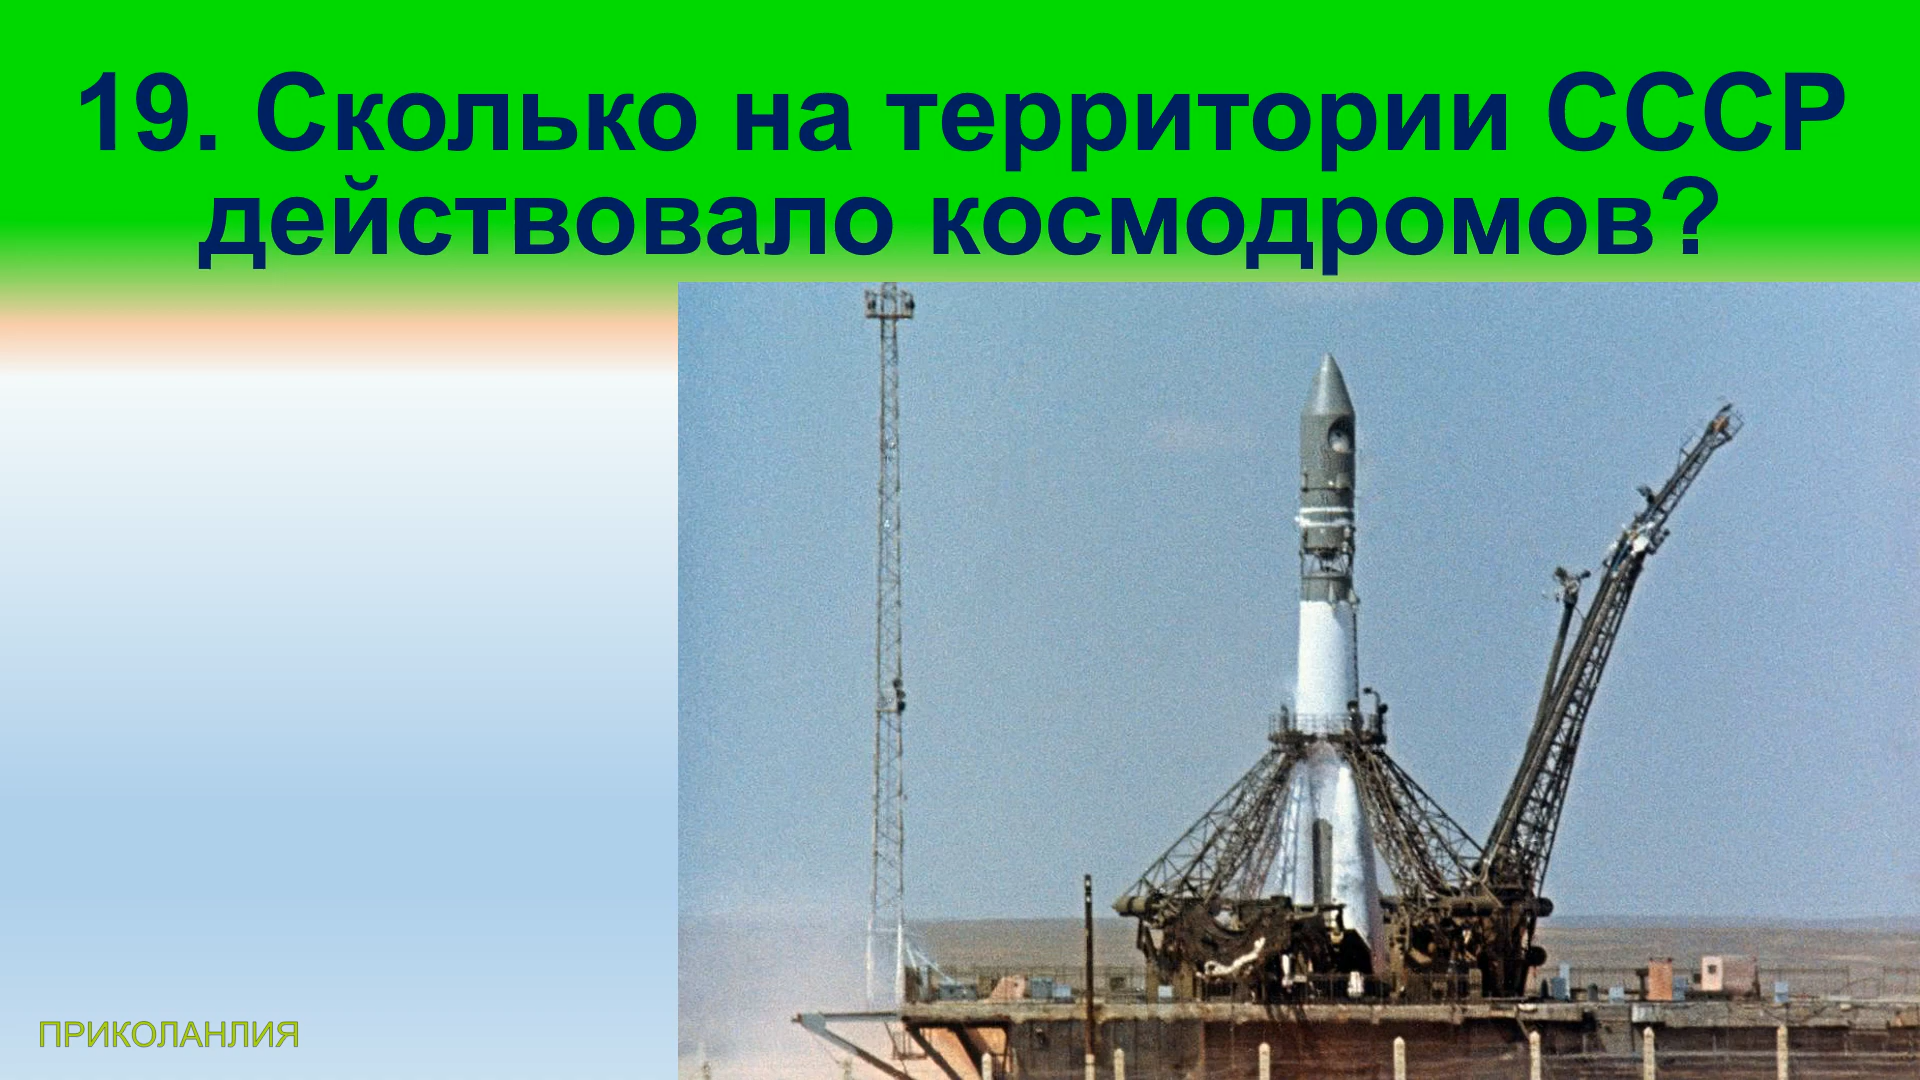 19. Сколько на территории СССР
действовало космодромов?
ПРИКОЛАНЛИЯ